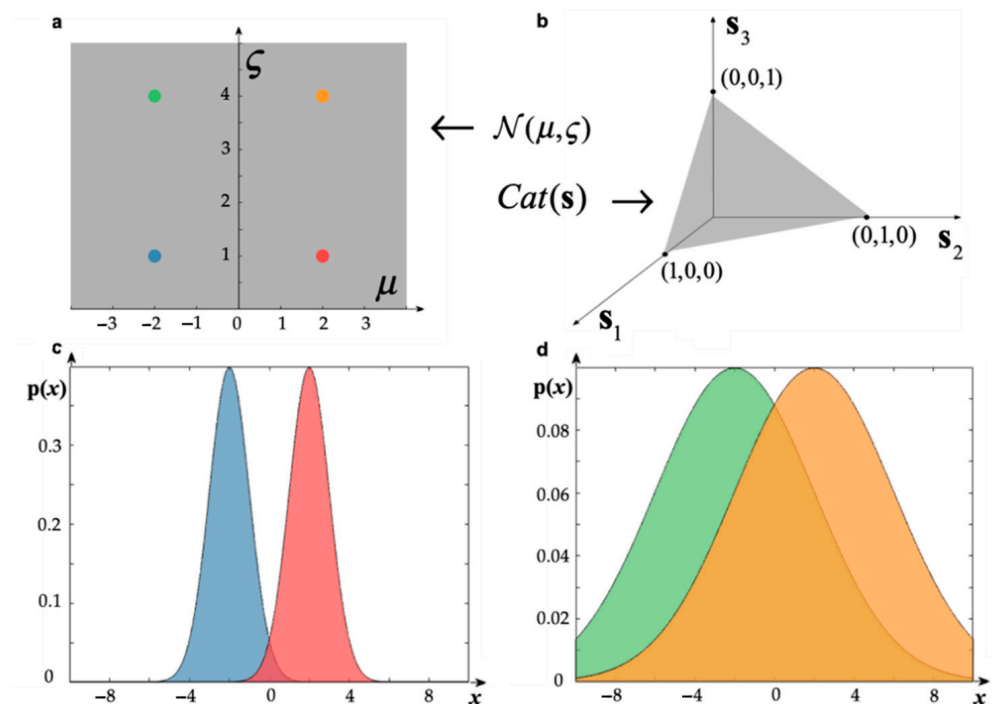 a
ς
4
3
2
1
μ
−3 −2 −1 0 1 2 3
← 𝒩(μ,ς)
Cat(s) →
b
s₃
(0,0,1)
(0,1,0)
s₂
(1,0,0)
s₁
c
p(x)
0.3
0.2
0.1
0
−8 −4 0 4 8 x
d
p(x)
0.08
0.06
0.04
0.02
0
−8 −4 0 4 8 x